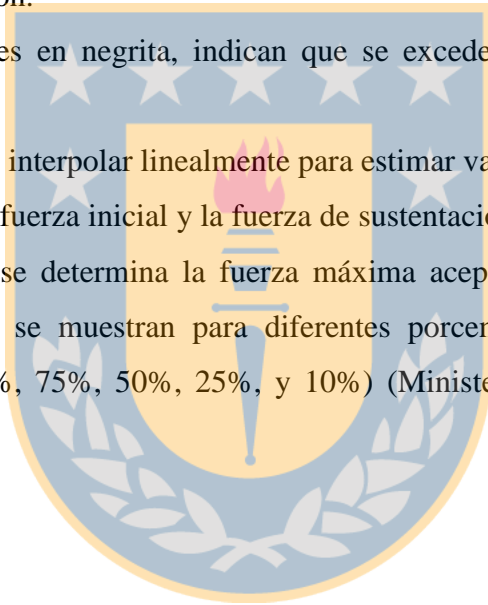 ón.
es en negrita, indican que se excede
interpolar linealmente para estimar va
fuerza inicial y la fuerza de sustentació
se determina la fuerza máxima acep
se muestran para diferentes porcen
%, 75%, 50%, 25%, y 10%) (Ministe